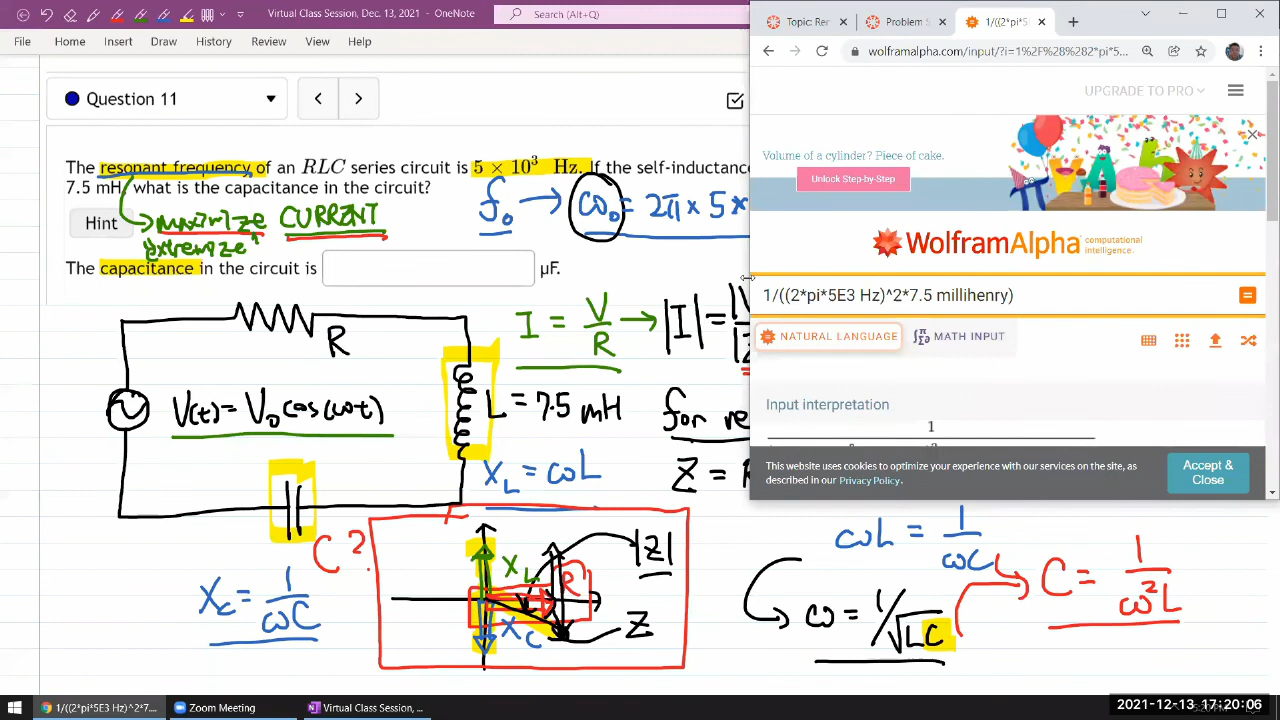 Virtual Class Session, Dec 13, 2021 - OneNote
File Home Insert Draw History Review View Help
Topic: Rer
Problem S
1/((2*pi*5
wolframalpha.com/input/?i=1%2F%28%282*pi*5...
UPGRADE TO PRO
Volume of a cylinder? Piece of cake.
Unlock Step-by-Step
WolframAlpha computational intelligence.
1/((2*pi*5E3 Hz)^2*7.5 millihenry)
NATURAL LANGUAGE
MATH INPUT
Input interpretation
1
This website uses cookies to optimize your experience with our services on the site, as
described in our Privacy Policy.
Accept &
Close
Question 11
The resonant frequency of an RLC series circuit is 5 × 10³ Hz. If the self-inductance
7.5 mH, what is the capacitance in the circuit?
Hint
maximize CURRENT
extremize
f₀ → ω₀ = 2π × 5 ×
The capacitance in the circuit is
μF.
R
I = V/R → |I| =
V(t) = V₀ cos(ωt)
L = 7.5 mH
for re
X_L = ωL
Z = R
C?
X_C = 1/ωC
X_L
|Z|
R
X_C
Z
ωL = 1/ωC
ω = 1/√LC
C = 1/ω²L
1/((2*pi*5E3 Hz)^2*7...
Zoom Meeting
Virtual Class Session, ...
2021-12-13 17:20:06